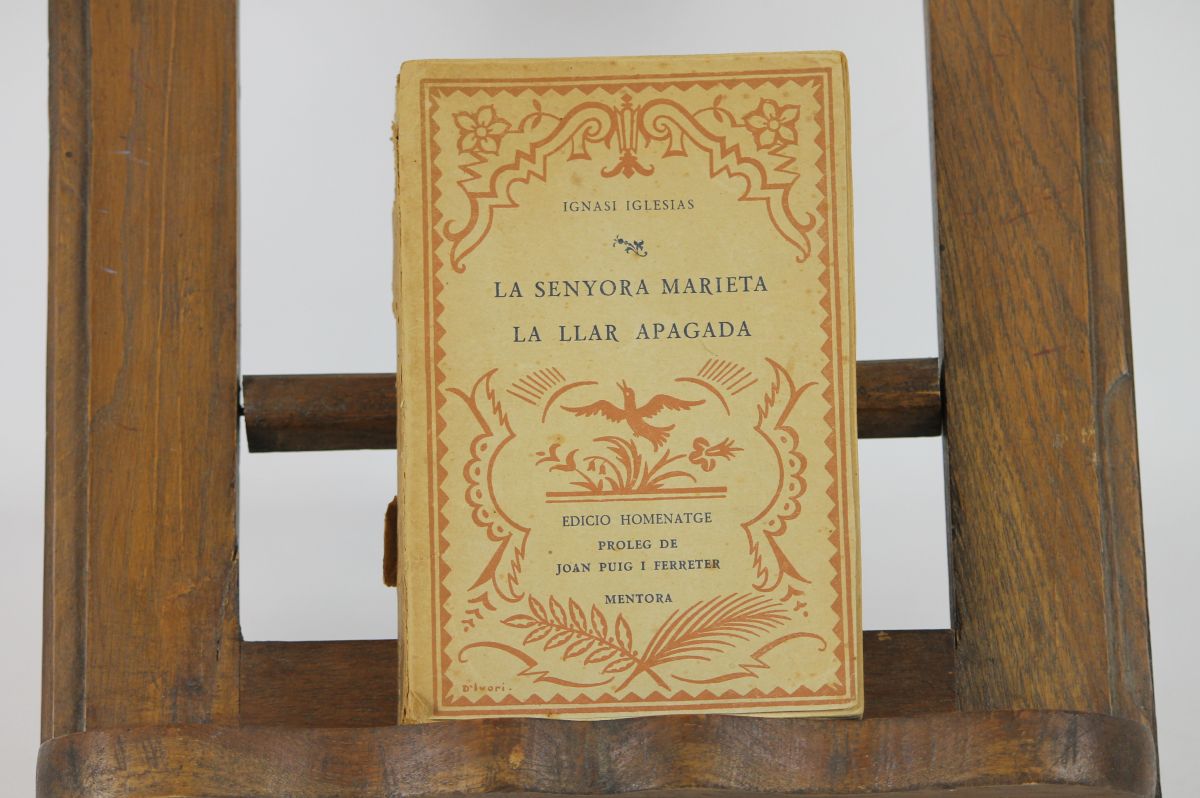 IGNASI IGLESIAS
LA SENYORA MARIETA
LA LLAR APAGADA
EDICIO HOMENATGE
PROLEG DE
JOAN PUIG I FERRETER
MENTORA
D'Ivori.